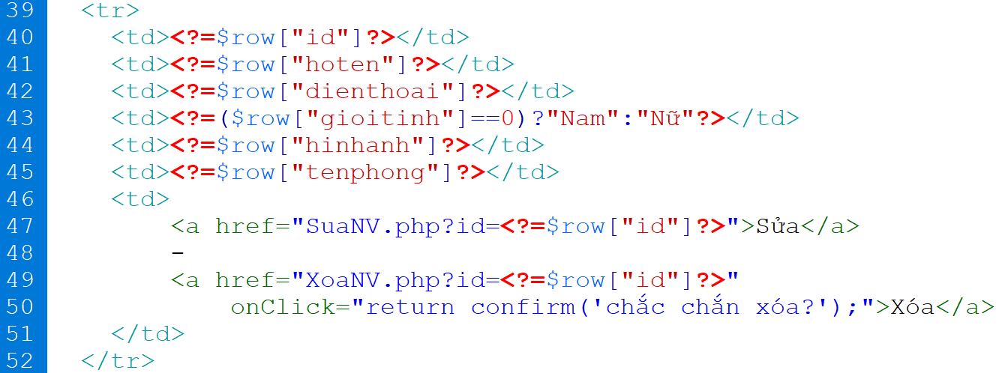 39 <tr>
40 <td><?=$row["id"]?></td>
41 <td><?=$row["hoten"]?></td>
42 <td><?=$row["dienthoai"]?></td>
43 <td><?=($row["gioitinh"]==0)?"Nam":"Nữ"?></td>
44 <td><?=$row["hinhanh"]?></td>
45 <td><?=$row["tenphong"]?></td>
46 <td>
47 <a href="SuaNV.php?id=<?=$row["id"]?>">Sửa</a>
48 -
49 <a href="XoaNV.php?id=<?=$row["id"]?>"
50 onClick="return confirm('chắc chắn xóa?');">Xóa</a>
51 </td>
52 </tr>